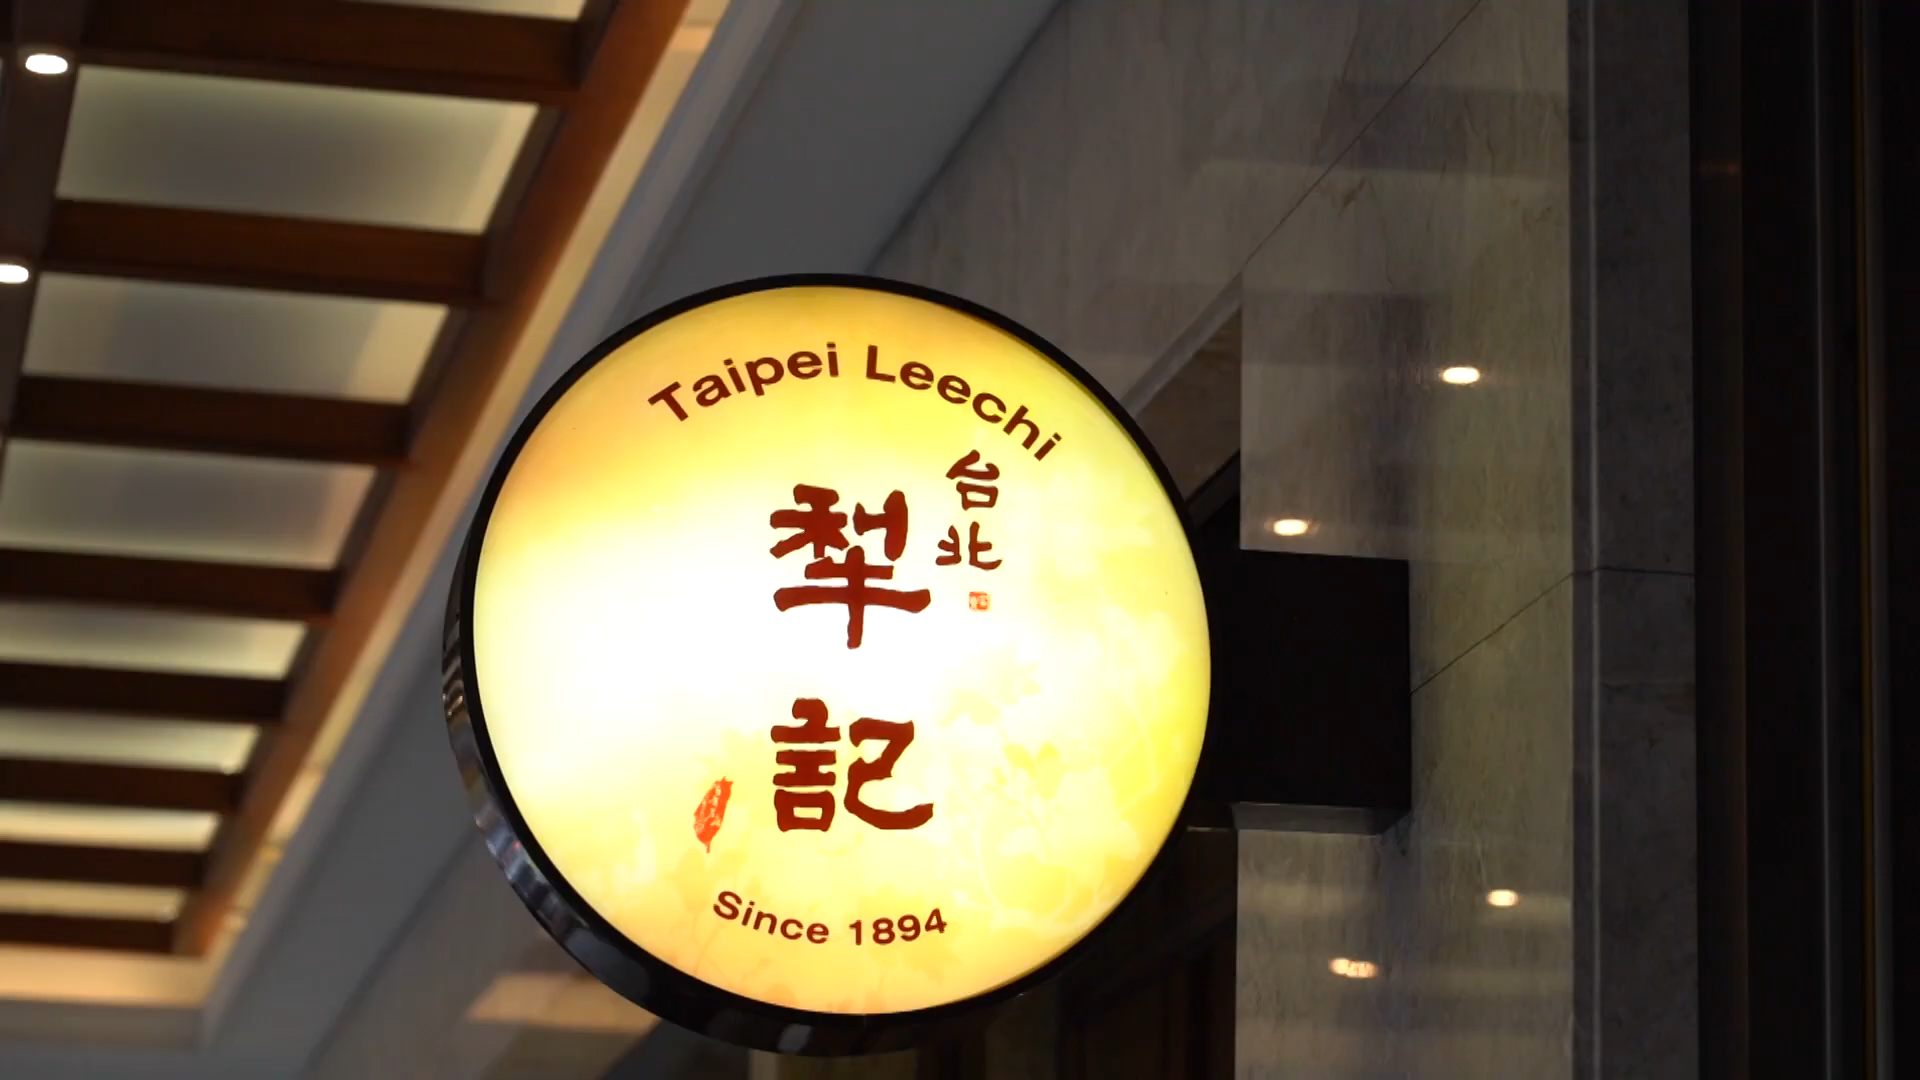 Taipei Leechi
台北
犁記
Since 1894